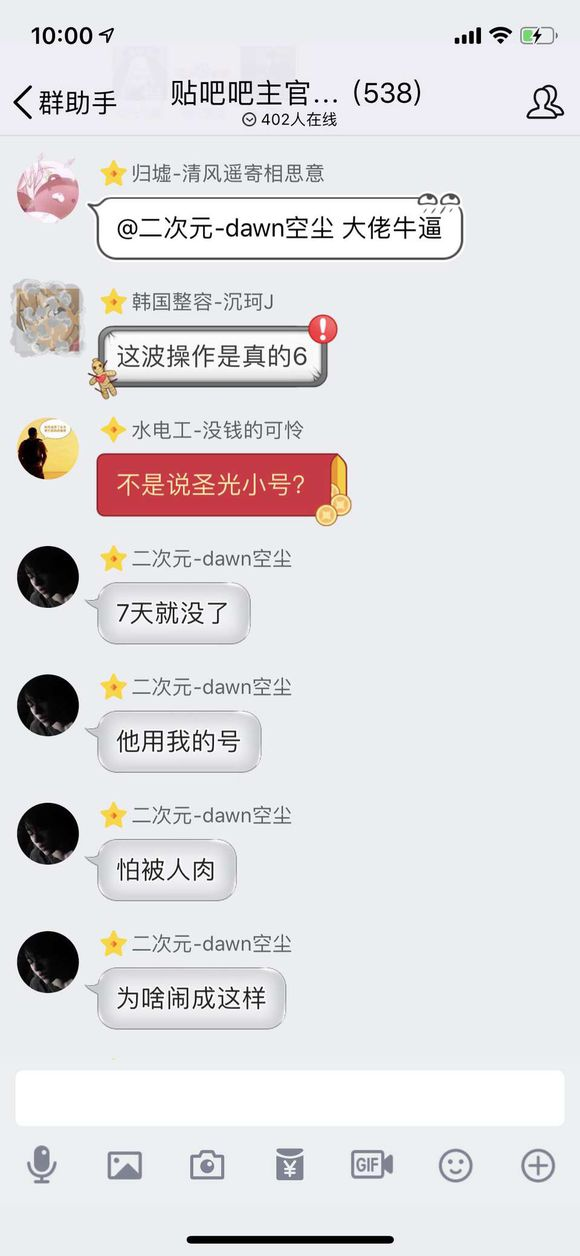 10:00
群助手
贴吧吧主官... (538)
402人在线
归墟-清风遥寄相思意
@二次元-dawn空尘 大佬牛逼
韩国整容-沉珂J
这波操作是真的6
水电工-没钱的可怜
不是说圣光小号?
二次元-dawn空尘
7天就没了
二次元-dawn空尘
他用我的号
二次元-dawn空尘
怕被人肉
二次元-dawn空尘
为啥闹成这样
GIF